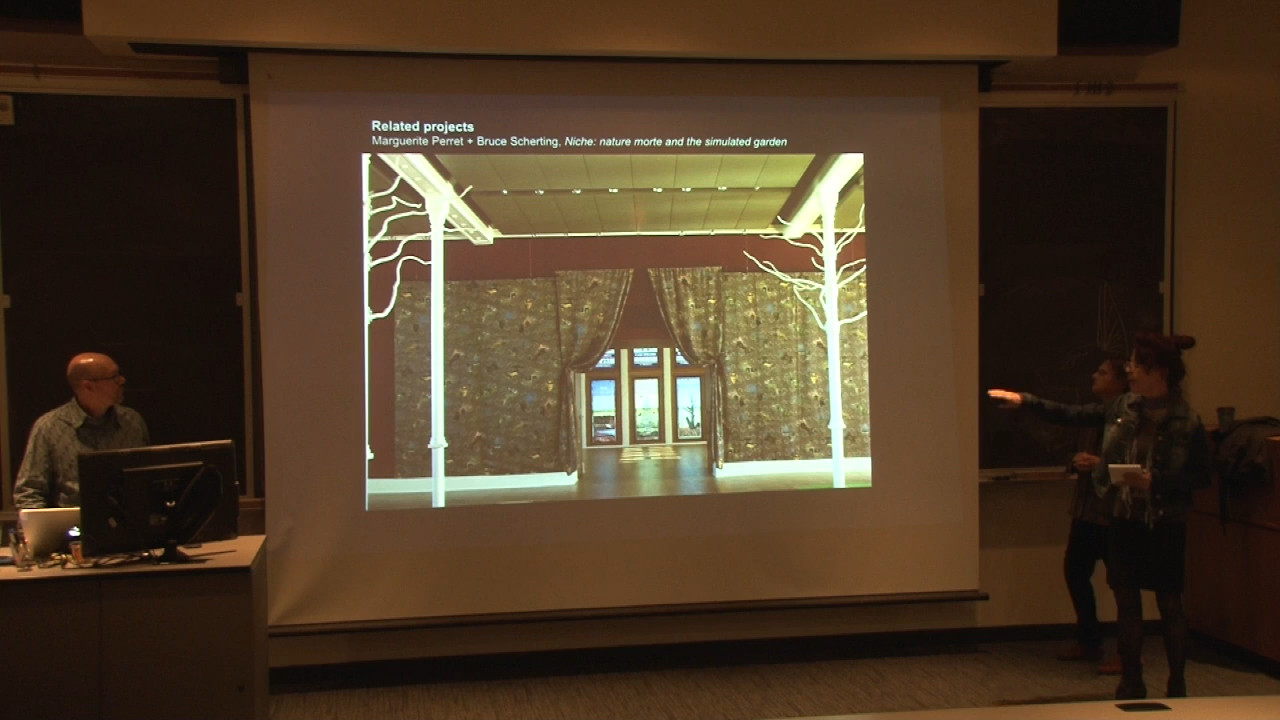 Related projects
Marguerite Perret + Bruce Scherting, Niche: nature morte and the simulated garden